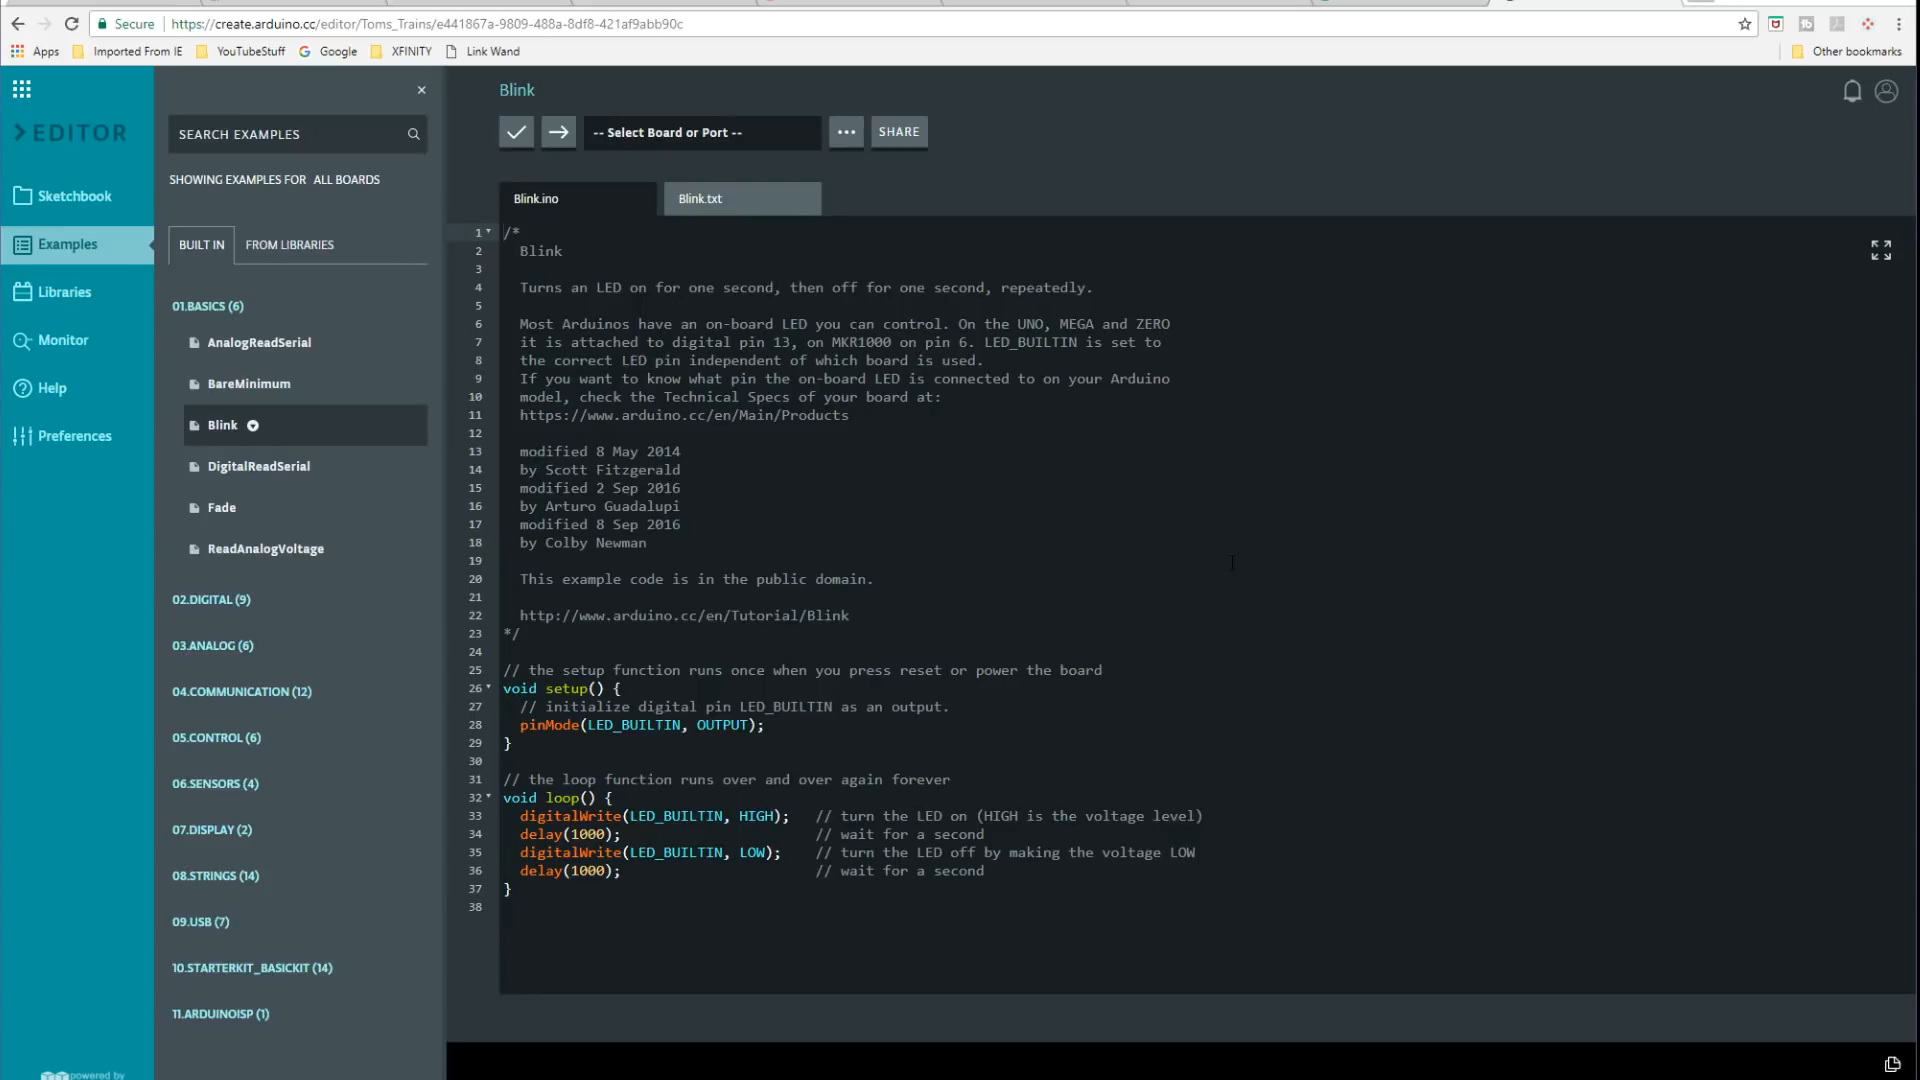 Secure
https://create.arduino.cc/editor/Toms_Trains/e441867a-9809-488a-8df8-421af9abb90c
Apps
Imported From IE
YouTubeStuff
Google
XFINITY
Link Wand
Other bookmarks
EDITOR
Sketchbook
Examples
Libraries
Monitor
Help
Preferences
powered by
SEARCH EXAMPLES
SHOWING EXAMPLES FOR ALL BOARDS
BUILT IN
FROM LIBRARIES
01.BASICS (6)
AnalogReadSerial
BareMinimum
Blink
DigitalReadSerial
Fade
ReadAnalogVoltage
02.DIGITAL (9)
03.ANALOG (6)
04.COMMUNICATION (12)
05.CONTROL (6)
06.SENSORS (4)
07.DISPLAY (2)
08.STRINGS (14)
09.USB (7)
10.STARTERKIT_BASICKIT (14)
11.ARDUINOISP (1)
Blink
-- Select Board or Port --
SHARE
Blink.ino
Blink.txt
1 /*
2 Blink
3
4 Turns an LED on for one second, then off for one second, repeatedly.
5
6 Most Arduinos have an on-board LED you can control. On the UNO, MEGA and ZERO
7 it is attached to digital pin 13, on MKR1000 on pin 6. LED_BUILTIN is set to
8 the correct LED pin independent of which board is used.
9 If you want to know what pin the on-board LED is connected to on your Arduino
10 model, check the Technical Specs of your board at:
11 https://www.arduino.cc/en/Main/Products
12
13 modified 8 May 2014
14 by Scott Fitzgerald
15 modified 2 Sep 2016
16 by Arturo Guadalupi
17 modified 8 Sep 2016
18 by Colby Newman
19
20 This example code is in the public domain.
21
22 http://www.arduino.cc/en/Tutorial/Blink
23 */
24
25 // the setup function runs once when you press reset or power the board
26 void setup() {
27 // initialize digital pin LED_BUILTIN as an output.
28 pinMode(LED_BUILTIN, OUTPUT);
29 }
30
31 // the loop function runs over and over again forever
32 void loop() {
33 digitalWrite(LED_BUILTIN, HIGH); // turn the LED on (HIGH is the voltage level)
34 delay(1000); // wait for a second
35 digitalWrite(LED_BUILTIN, LOW); // turn the LED off by making the voltage LOW
36 delay(1000); // wait for a second
37 }
38